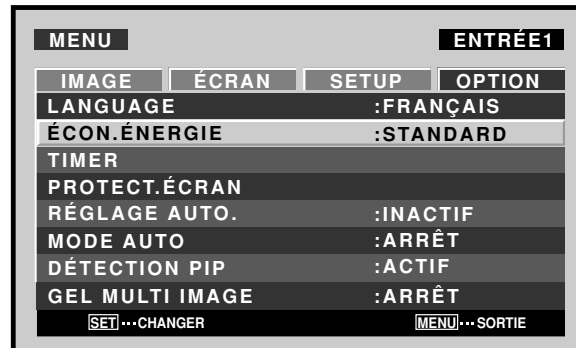 MENU ENTRÉE1
IMAGE ÉCRAN SETUP OPTION
LANGUAGE :FRANÇAIS
ÉCON.ÉNERGIE :STANDARD
TIMER
PROTECT.ÉCRAN
RÉGLAGE AUTO. :INACTIF
MODE AUTO :ARRÊT
DÉTECTION PIP :ACTIF
GEL MULTI IMAGE :ARRÊT
SET···CHANGER MENU···SORTIE